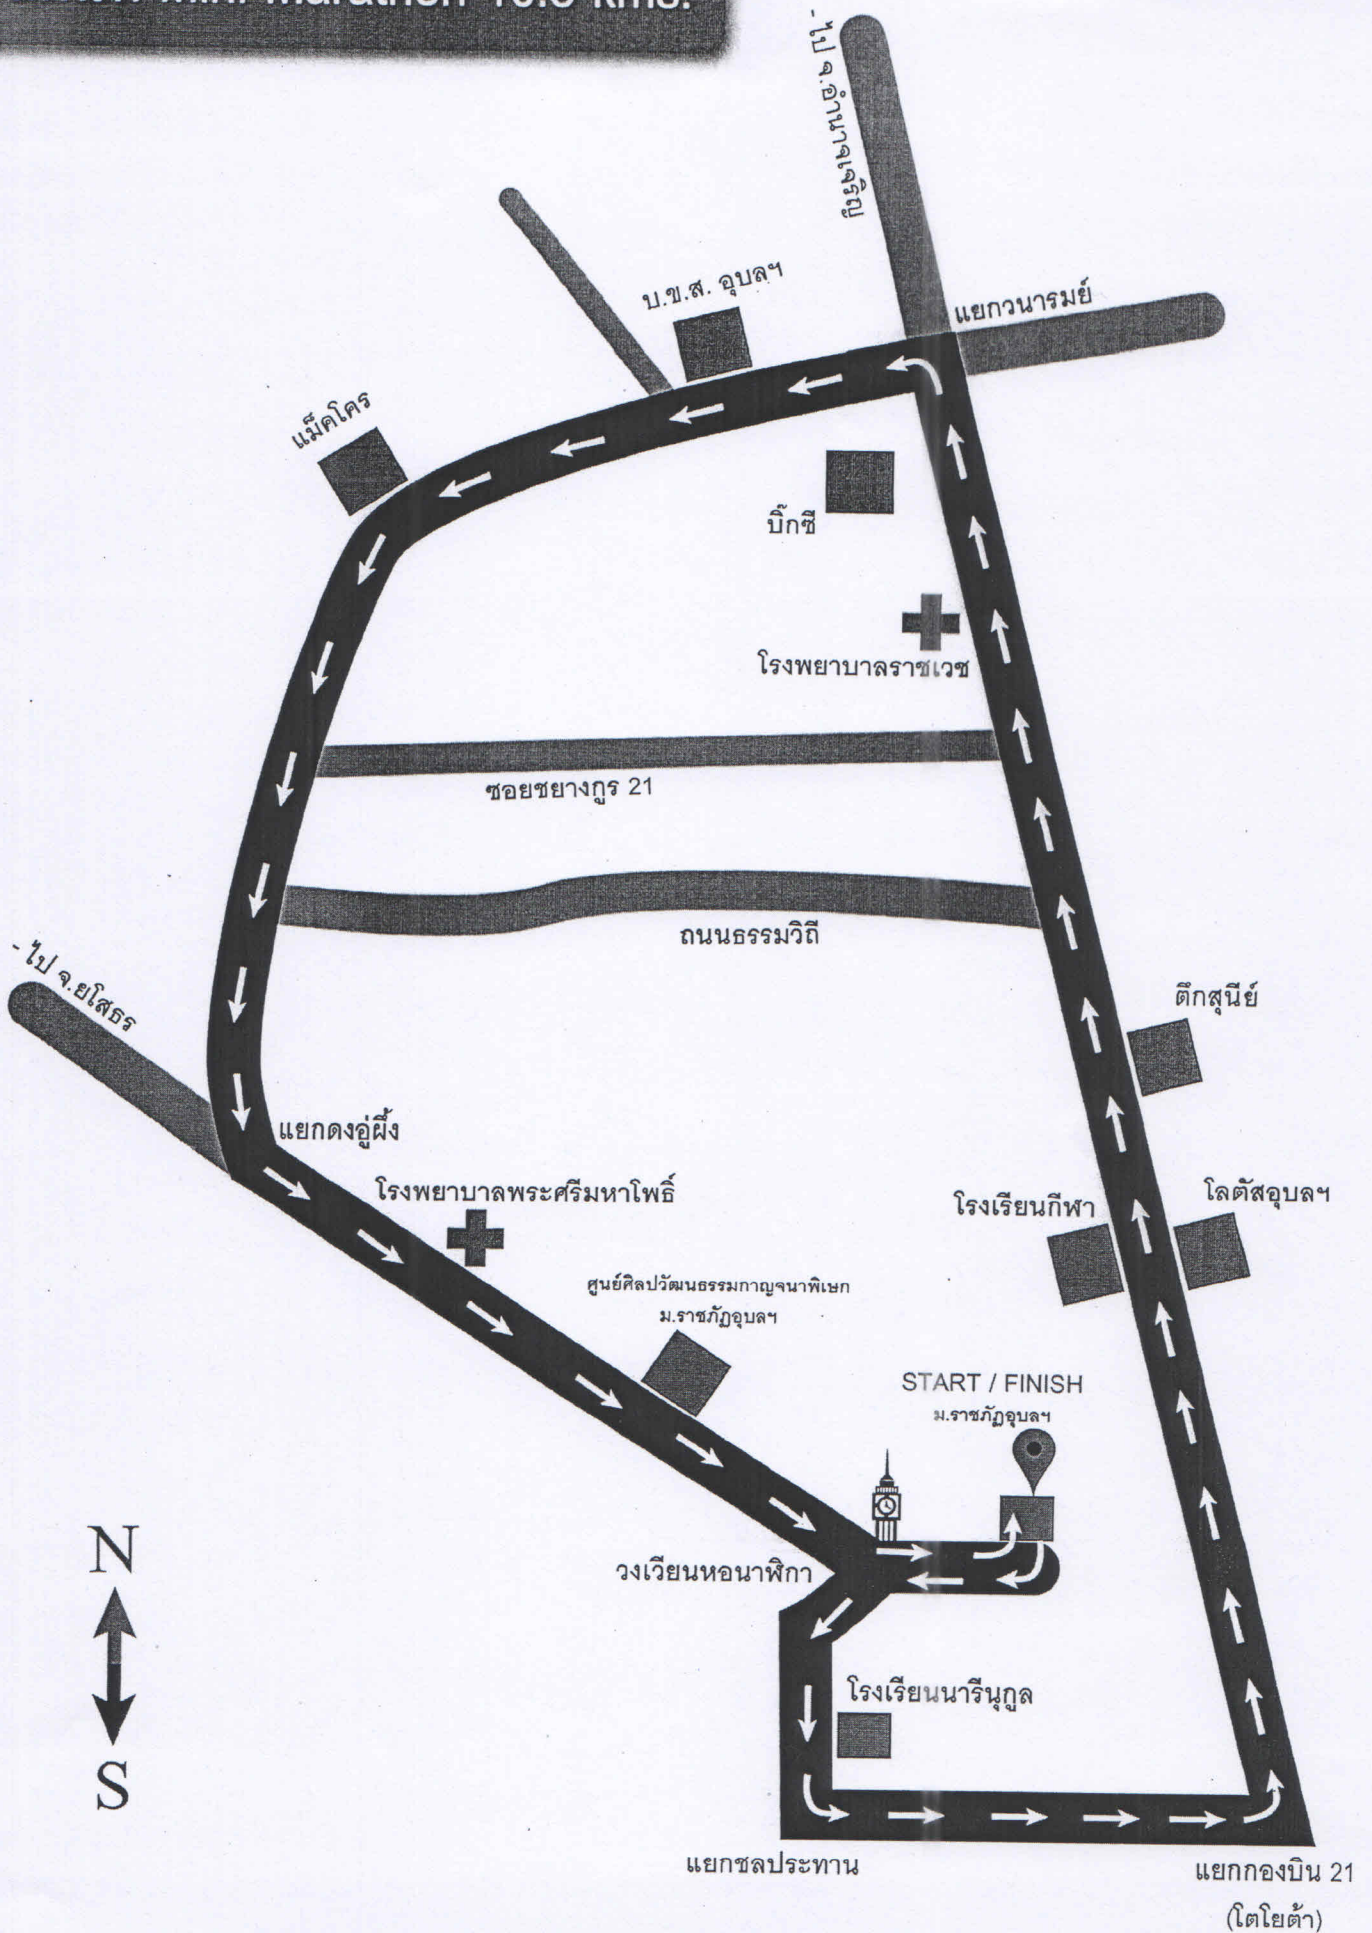 Marathon
kms.
- ไป จ.อำนาจเจริญ
บ.ข.ส. อุบลฯ
แยกวนารมย์
แม็คโคร
บิ๊กซี
โรงพยาบาลราชเวช
ซอยชยางกูร 21
ถนนธรรมวิถี
- ไป จ.ยโสธร
ตึกสุนีย์
แยกดงอู่ผึ้ง
โรงพยาบาลพระศรีมหาโพธิ์
โรงเรียนกีฬา
โลตัสอุบลฯ
ศูนย์ศิลปวัฒนธรรมกาญจนาพิเษก
ม.ราชภัฏอุบลฯ
START / FINISH
ม.ราชภัฏอุบลฯ
N
วงเวียนหอนาฬิกา
โรงเรียนนารีนุกูล
S
แยกชลประทาน
แยกกองบิน 21
(โตโยต้า)